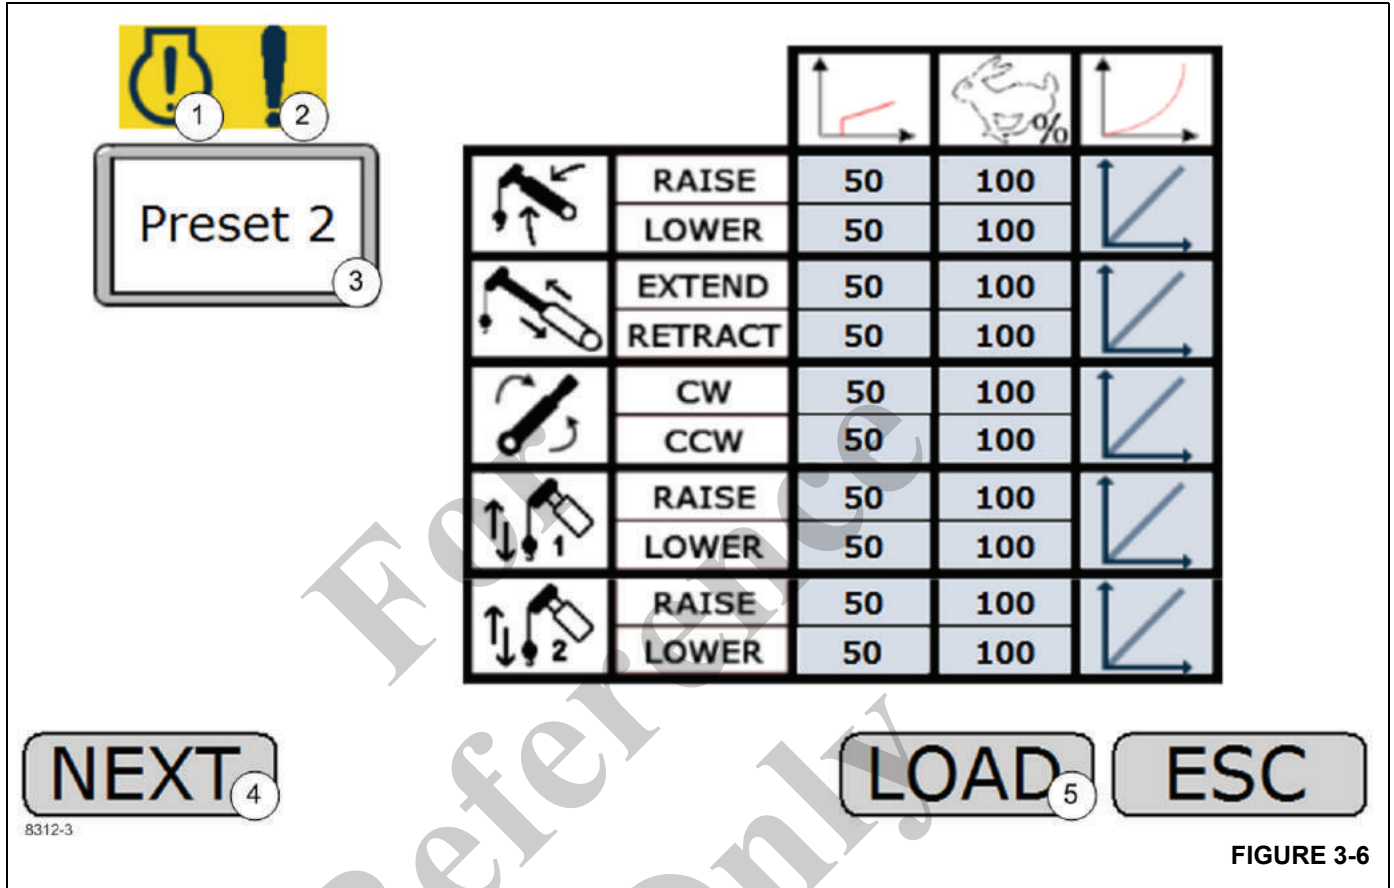 1
2
Preset 2
3
%
RAISE 50 100
LOWER 50 100
EXTEND 50 100
RETRACT 50 100
CW 50 100
CCW 50 100
1
RAISE 50 100
LOWER 50 100
2
RAISE 50 100
LOWER 50 100
NEXT
4
LOAD
5
ESC
8312-3
FIGURE 3-6
For
Reference
Only